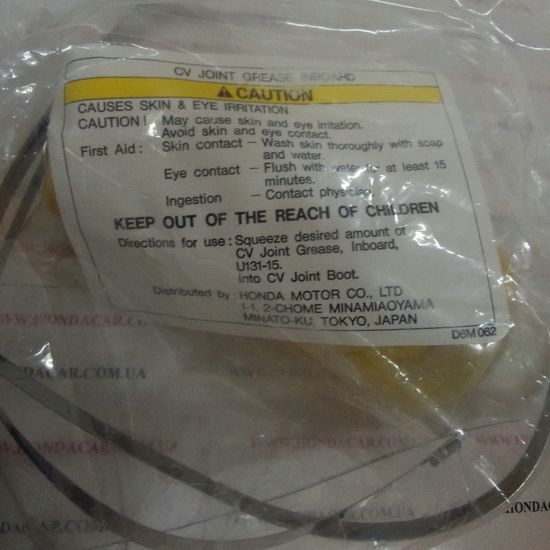 CV JOINT GREASE INBOARD
CAUTION
CAUSES SKIN & EYE IRRITATION
CAUTION! May cause skin and eye irritation.
Avoid skin and eye contact.
First Aid: Skin contact – Wash skin thoroughly with soap
and water.
Eye contact – Flush with water for at least 15
minutes.
Ingestion – Contact physician.
KEEP OUT OF THE REACH OF CHILDREN
Directions for use: Squeeze desired amount of
CV Joint Grease, Inboard,
U131-15.
into CV Joint Boot.
Distributed by: HONDA MOTOR CO., LTD
1-1, 2-CHOME MINAMIAOYAMA
MINATO-KU, TOKYO, JAPAN
D6M 062